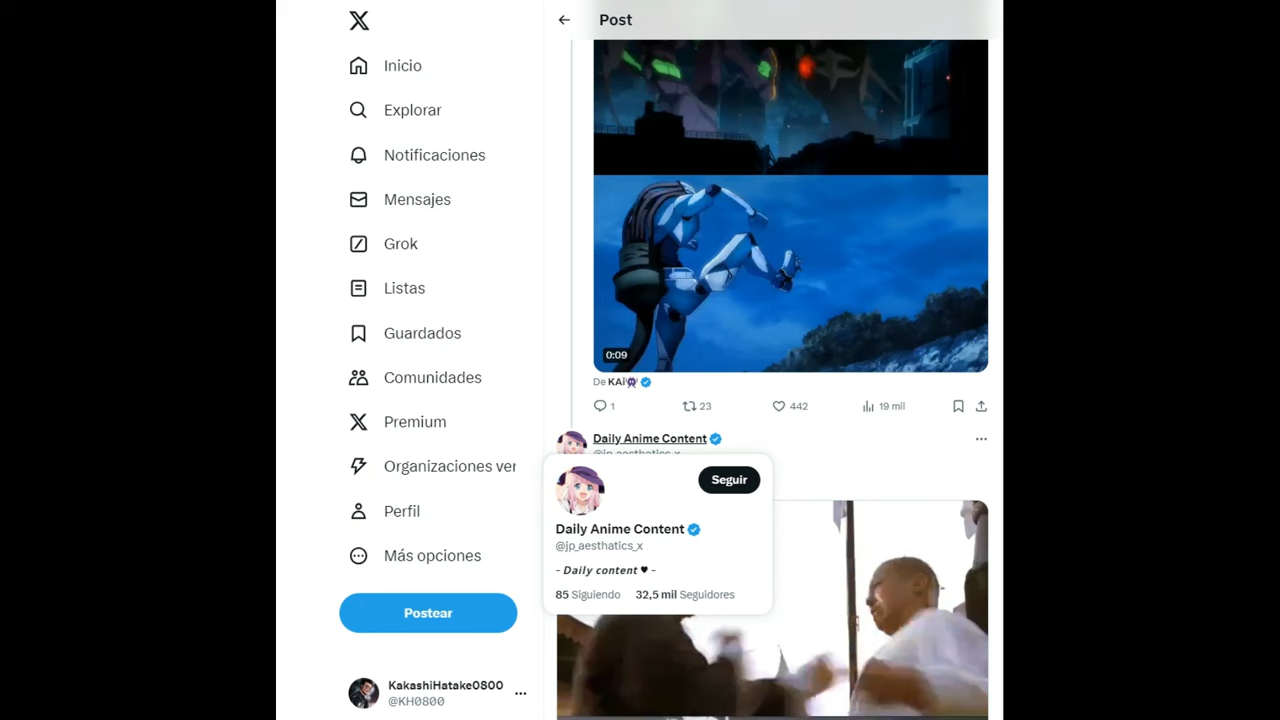 Post
Inicio
Explorar
Notificaciones
Mensajes
Grok
Listas
Guardados
Comunidades
Premium
Organizaciones ver
Perfil
Más opciones
Postear
KakashiHatake0800
@KH0800
0:09
De KAi
1
23
442
19 mil
Daily Anime Content
@jp_aesthatics_x
Seguir
Daily Anime Content
@jp_aesthatics_x
- Daily content ♥ -
85 Siguiendo 32,5 mil Seguidores